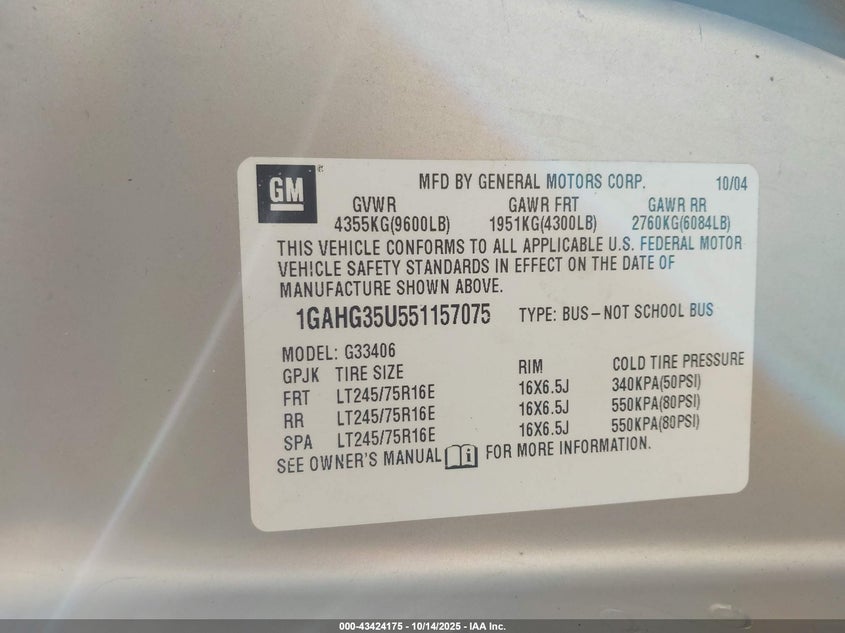 GM
MFD BY GENERAL MOTORS CORP. 10/04
GVWR GAWR FRT GAWR RR
4355KG(9600LB) 1951KG(4300LB) 2760KG(6084LB)
THIS VEHICLE CONFORMS TO ALL APPLICABLE U.S. FEDERAL MOTOR
VEHICLE SAFETY STANDARDS IN EFFECT ON THE DATE OF
MANUFACTURE SHOWN ABOVE.
1GAHG35U551157075 TYPE: BUS-NOT SCHOOL BUS
MODEL: G33406
GPJK TIRE SIZE RIM COLD TIRE PRESSURE
FRT LT245/75R16E 16X6.5J 340KPA(50PSI)
RR LT245/75R16E 16X6.5J 550KPA(80PSI)
SPA LT245/75R16E 16X6.5J 550KPA(80PSI)
SEE OWNER'S MANUAL i FOR MORE INFORMATION.
000-43424175 - 10/14/2025 - IAA Inc.